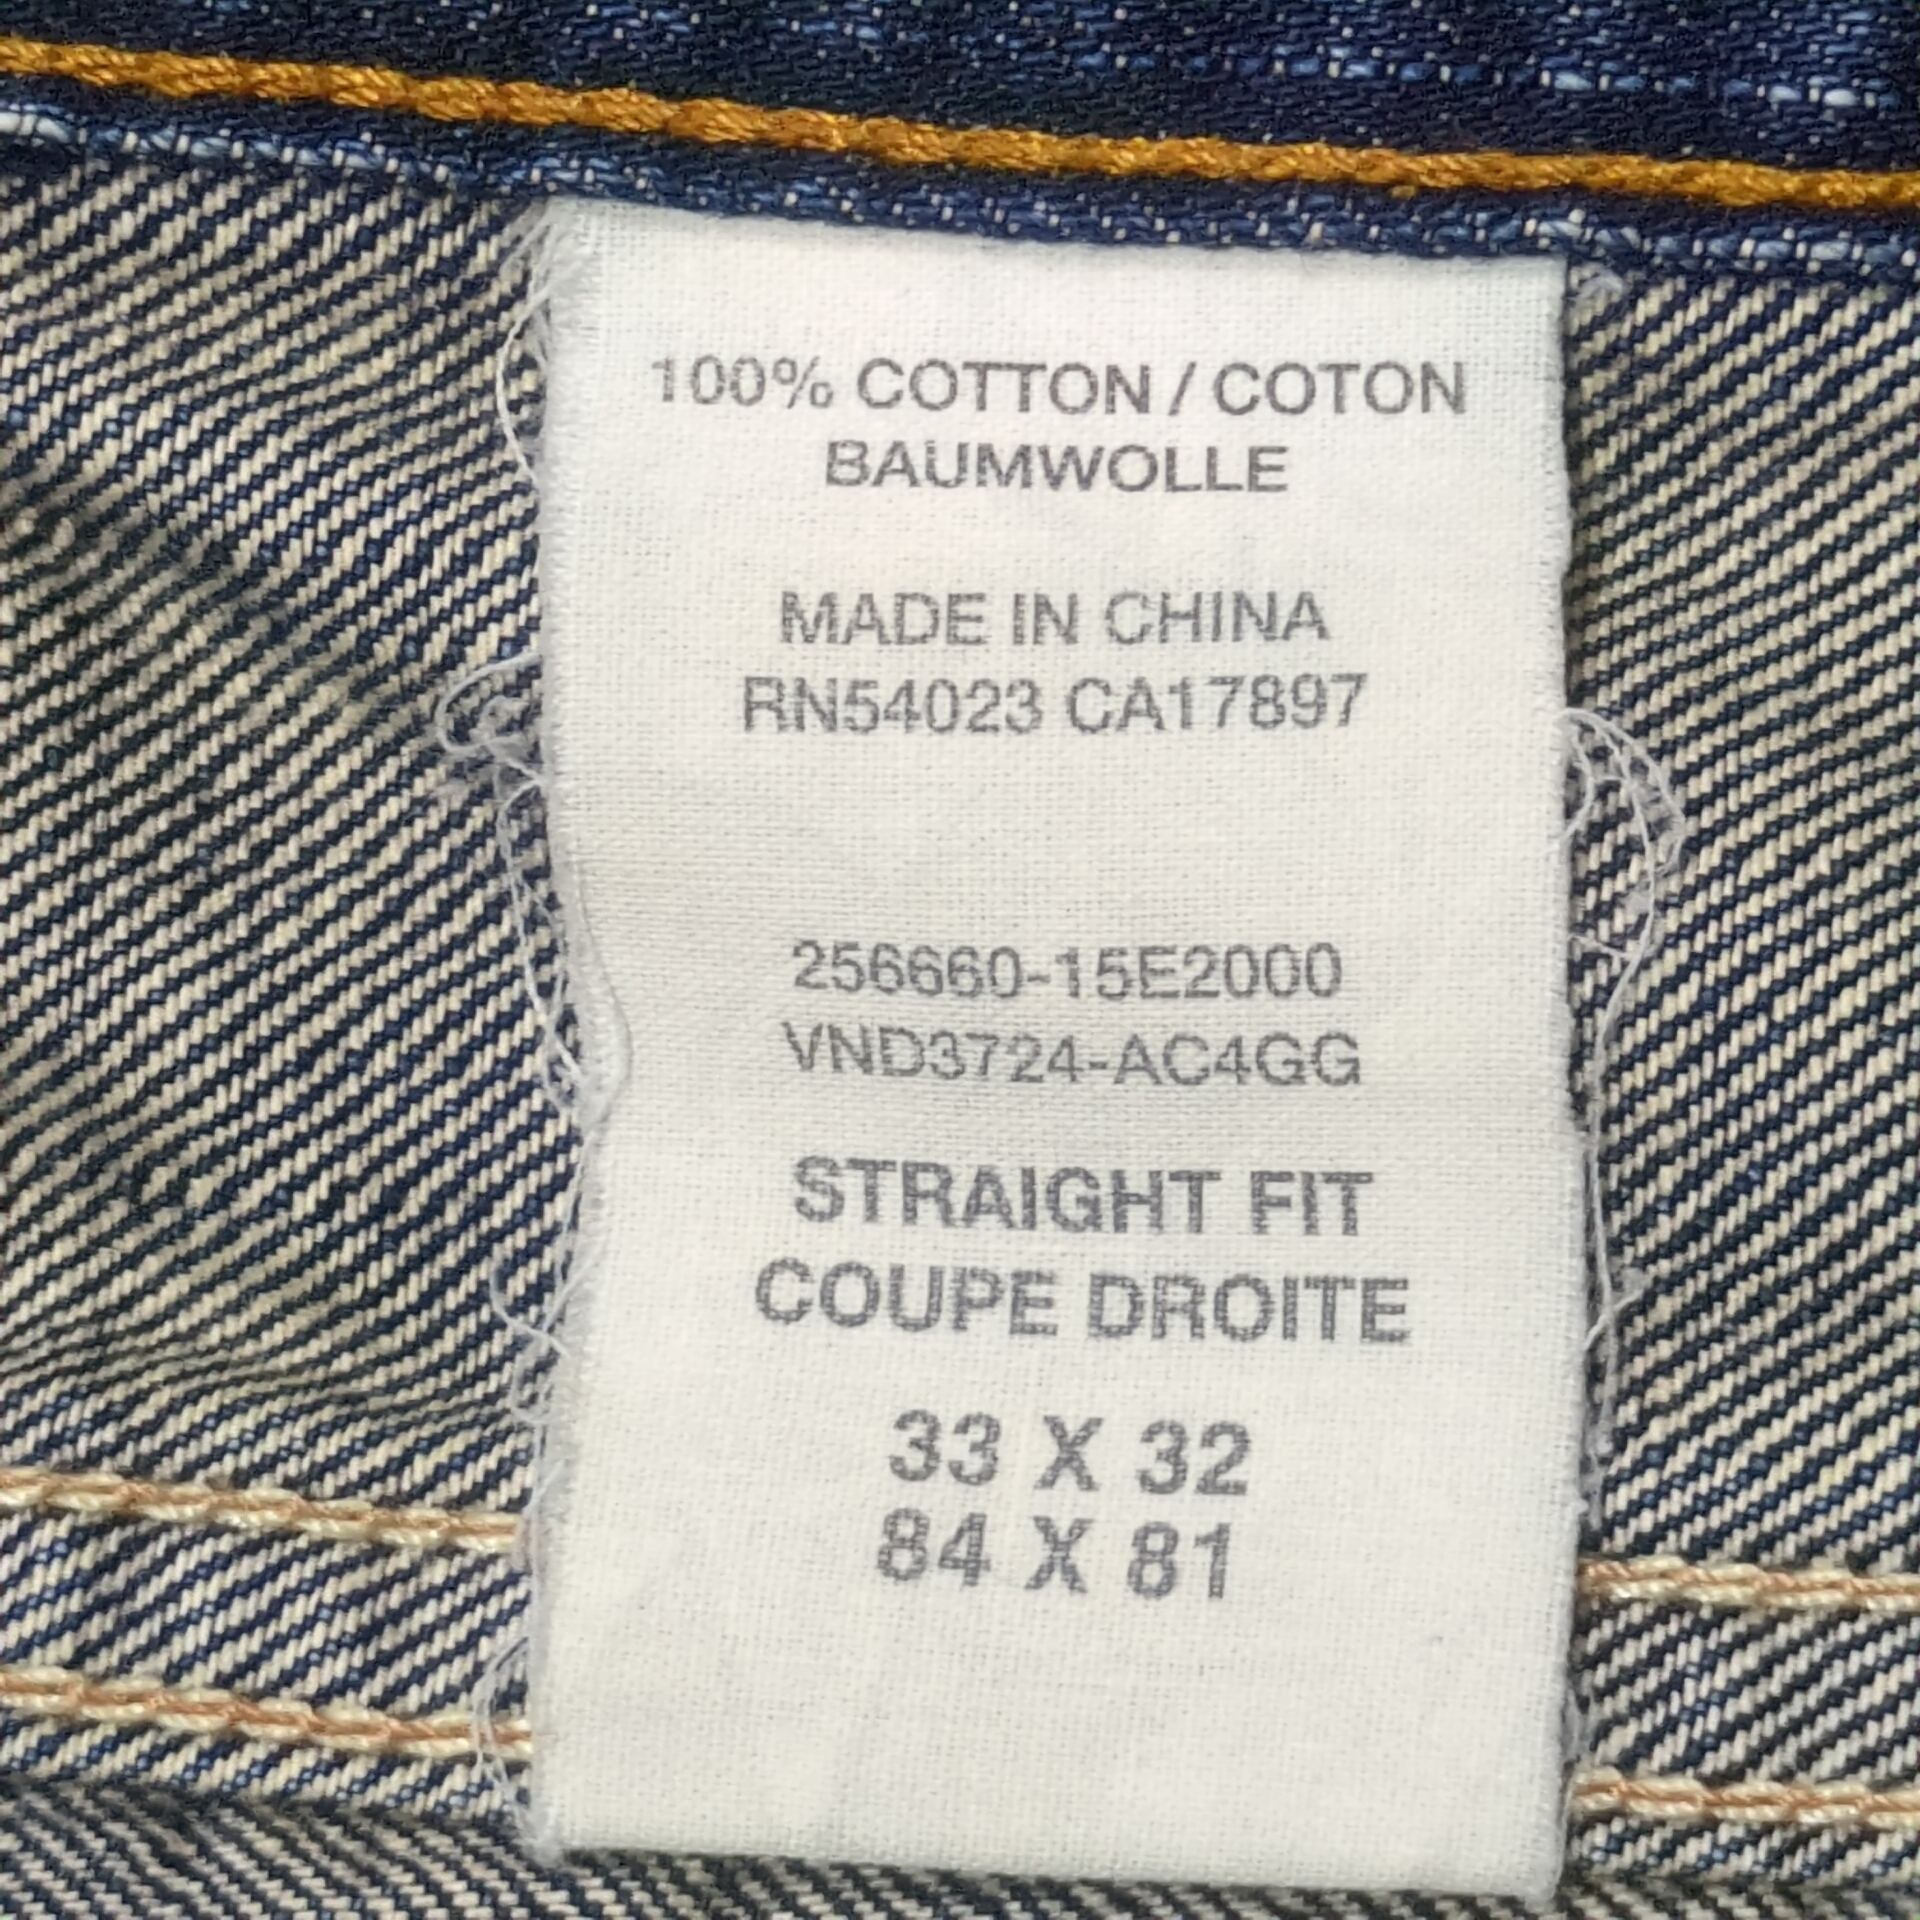 100% COTTON / COTON
BAUMWOLLE
MADE IN CHINA
RN54023 CA17897
256660-15E2000
VND3724-AC4GG
STRAIGHT FIT
COUPE DROITE
33 X 32
84 X 81